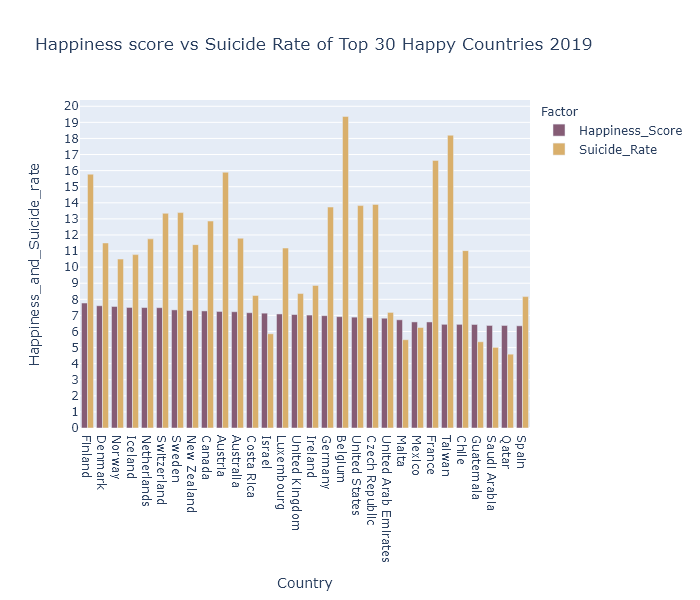 Happiness score vs Suicide Rate of Top 30 Happy Countries 2019
Factor
Happiness_Score
Suicide_Rate
Happiness_and_Suicide_rate
20
19
18
17
16
15
14
13
12
11
10
9
8
7
6
5
4
3
2
1
0
Finland
Denmark
Norway
Iceland
Netherlands
Switzerland
Sweden
New Zealand
Canada
Austria
Australia
Costa Rica
Israel
Luxembourg
United Kingdom
Ireland
Germany
Belgium
United States
Czech Republic
United Arab Emirates
Malta
Mexico
France
Taiwan
Chile
Guatemala
Saudi Arabia
Qatar
Spain
Country